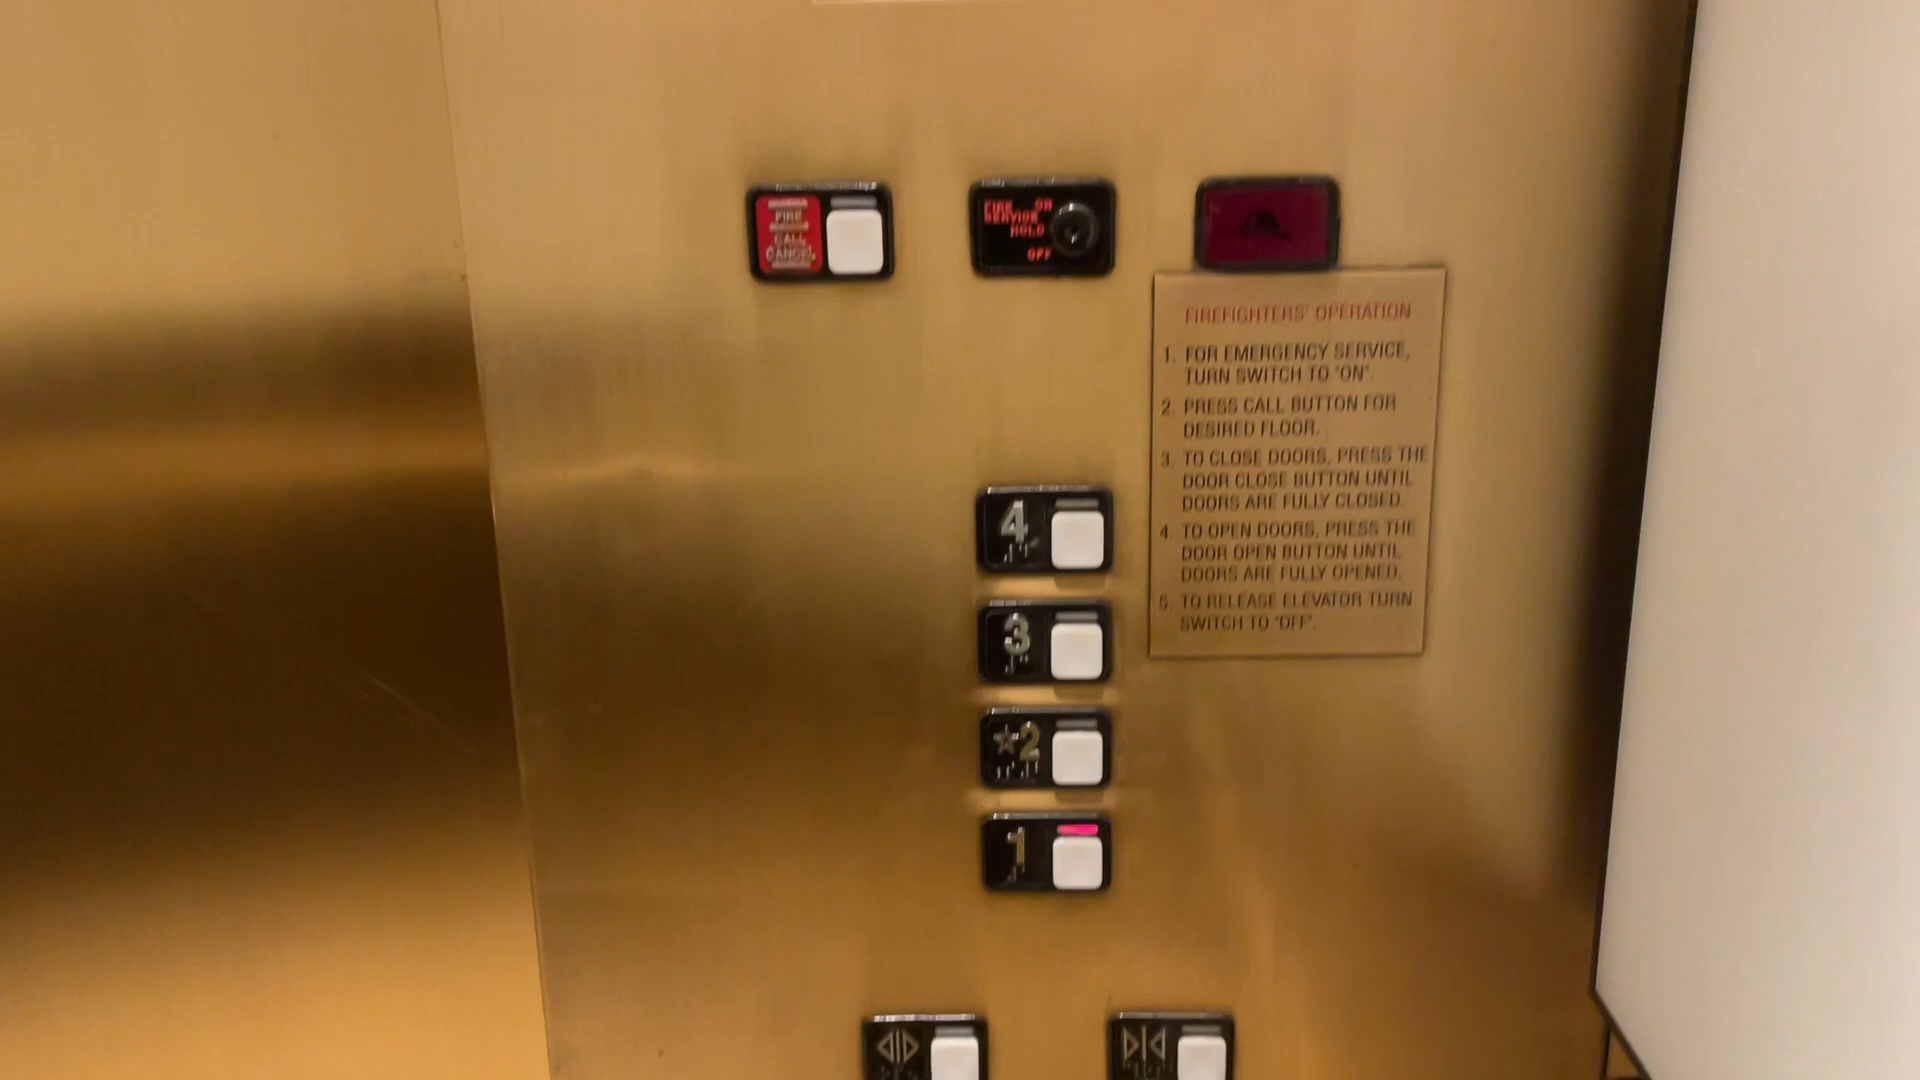 FIRE
CALL
CANCEL
FIRE ON
SERVICE
HOLD
OFF
FIREFIGHTERS' OPERATION
1. FOR EMERGENCY SERVICE,
TURN SWITCH TO "ON".
2. PRESS CALL BUTTON FOR
DESIRED FLOOR.
3. TO CLOSE DOORS, PRESS THE
DOOR CLOSE BUTTON UNTIL
DOORS ARE FULLY CLOSED.
4. TO OPEN DOORS, PRESS THE
DOOR OPEN BUTTON UNTIL
DOORS ARE FULLY OPENED.
5. TO RELEASE ELEVATOR TURN
SWITCH TO "OFF".
4
3
☆2
1